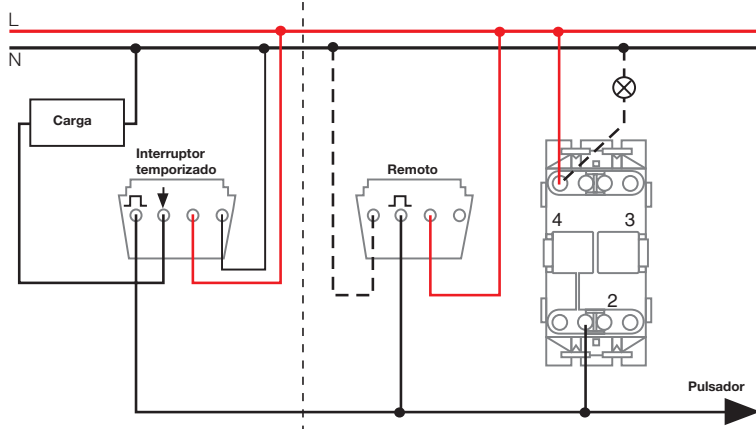 L
N
Carga
Interruptor
temporizado
Remoto
4
3
2
Pulsador